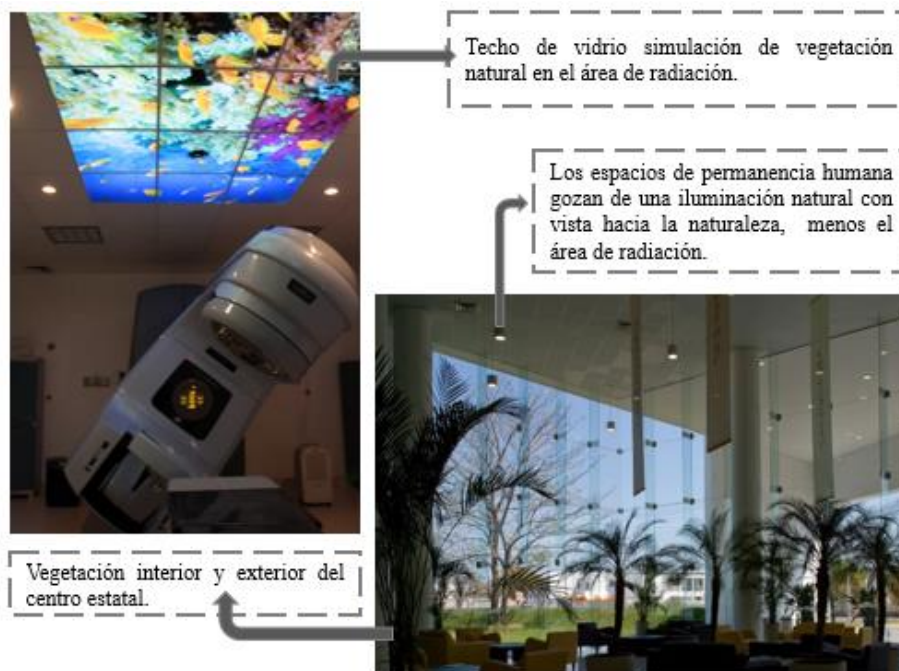 Techo de vidrio simulación de vegetación
natural en el área de radiación.
Los espacios de permanencia humana
gozan de una iluminación natural con
vista hacia la naturaleza, menos el
área de radiación.
Vegetación interior y exterior del
centro estatal.